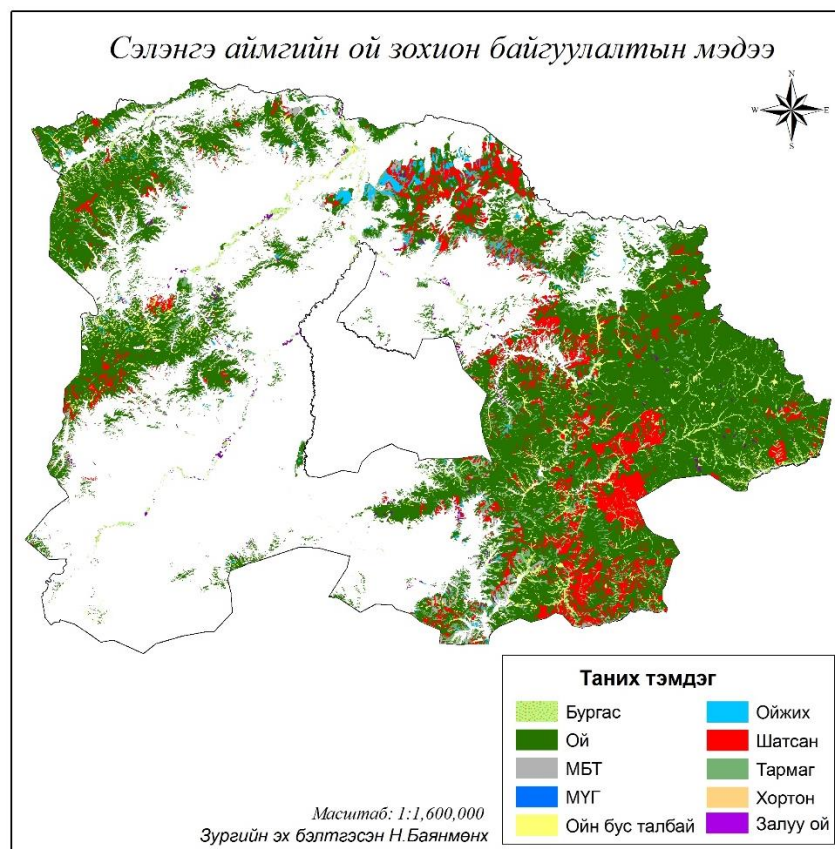 Сэлэнгэ аймгийн ой зохион байгуулалтын мэдээ
N
W E
S
Таних тэмдэг
Бургас
Ой
МБТ
МҮГ
Ойн бус талбай
Ойжих
Шатсан
Тармаг
Хортон
Залуу ой
Масштаб: 1:1,600,000
Зургийн эх бэлтгэсэн Н.Баянмөнх